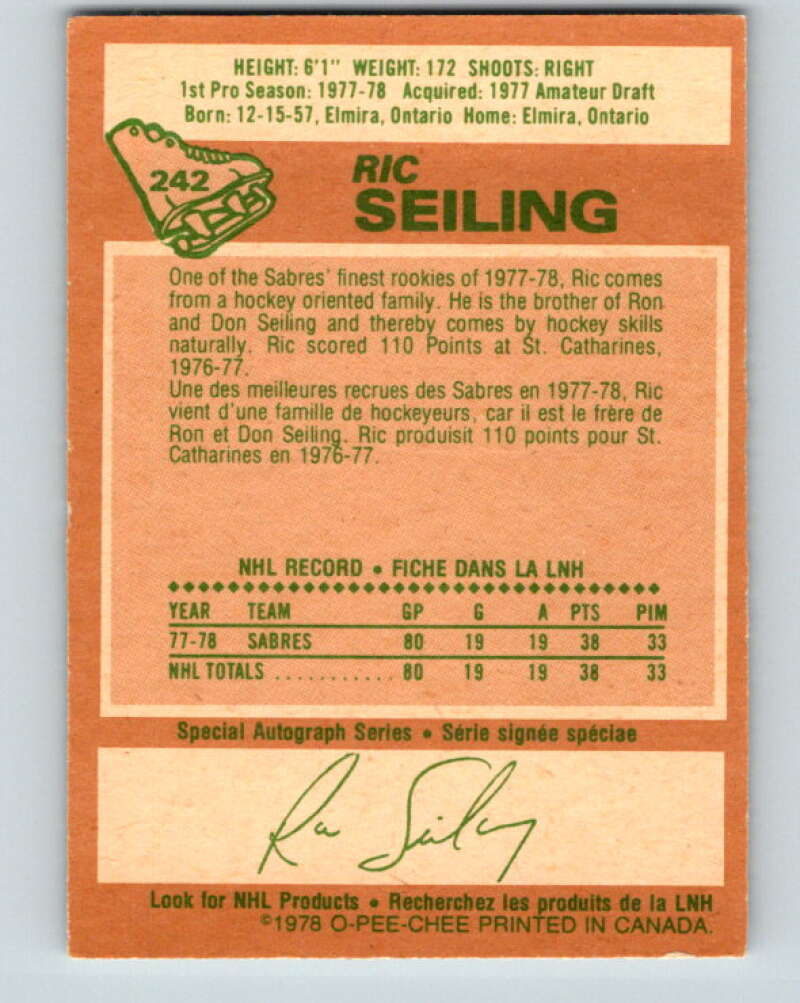 HEIGHT: 6'1" WEIGHT: 172 SHOOTS: RIGHT
1st Pro Season: 1977-78 Acquired: 1977 Amateur Draft
Born: 12-15-57, Elmira, Ontario Home: Elmira, Ontario
242
RIC
SEILING
One of the Sabres' finest rookies of 1977-78, Ric comes
from a hockey oriented family. He is the brother of Ron
and Don Seiling and thereby comes by hockey skills
naturally. Ric scored 110 Points at St. Catharines,
1976-77.
Une des meilleures recrues des Sabres en 1977-78, Ric
vient d'une famille de hockeyeurs, car il est le frère de
Ron et Don Seiling. Ric produisit 110 points pour St.
Catharines en 1976-77.
NHL RECORD • FICHE DANS LA LNH
YEAR TEAM GP G A PTS PIM
77-78 SABRES 80 19 19 38 33
NHL TOTALS ........... 80 19 19 38 33
Special Autograph Series • Série signée spéciae
Ric Seiling
Look for NHL Products • Recherchez les produits de la LNH
©1978 O-PEE-CHEE PRINTED IN CANADA.